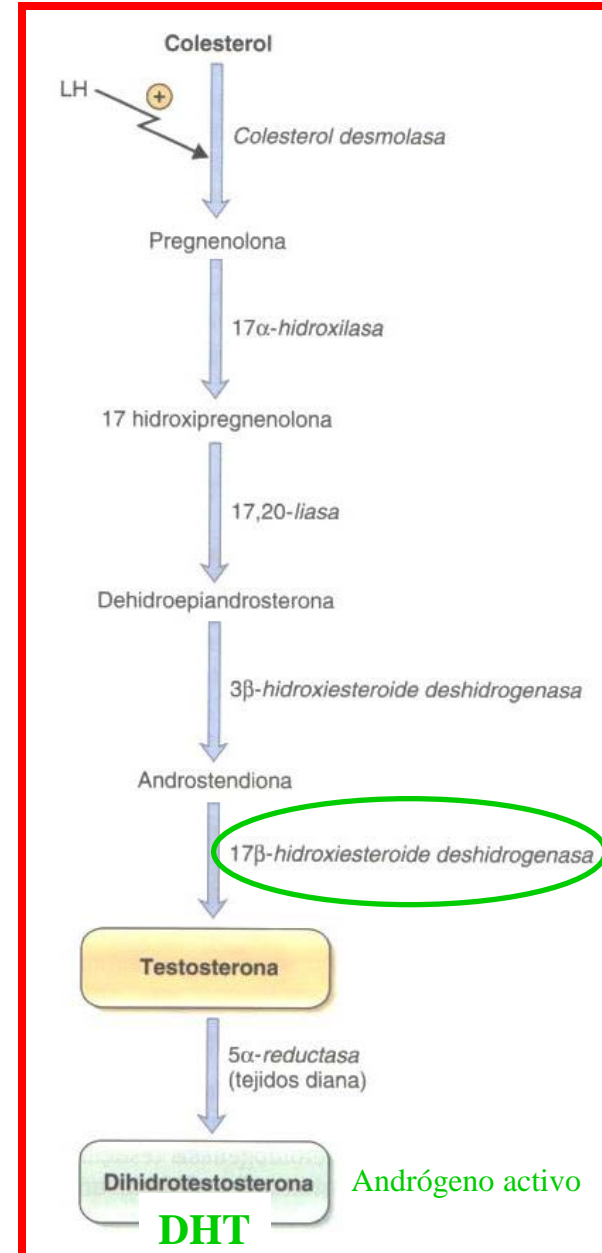 Colesterol
LH
+
Colesterol desmolasa
Pregnenolona
17α-hidroxilasa
17 hidroxipregnenolona
17,20-liasa
Dehidroepiandrosterona
3β-hidroxiesteroide deshidrogenasa
Androstendiona
17β-hidroxiesteroide deshidrogenasa
Testosterona
5α-reductasa
(tejidos diana)
Dihidrotestosterona
Andrógeno activo
DHT